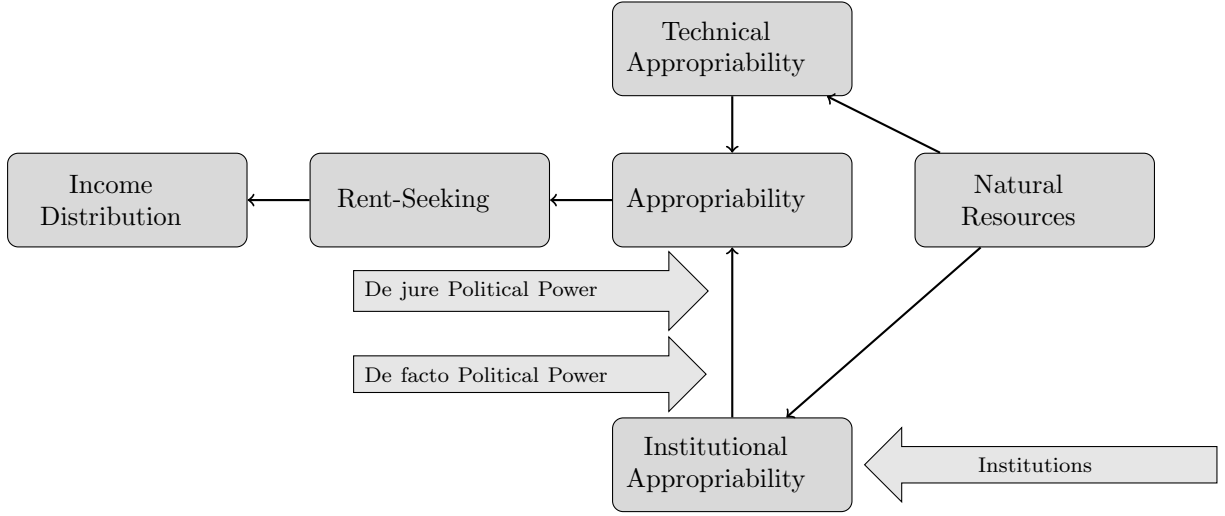 Technical
Appropriability
Income
Distribution
Rent-Seeking
Appropriability
Natural
Resources
De jure Political Power
De facto Political Power
Institutional
Appropriability
Institutions